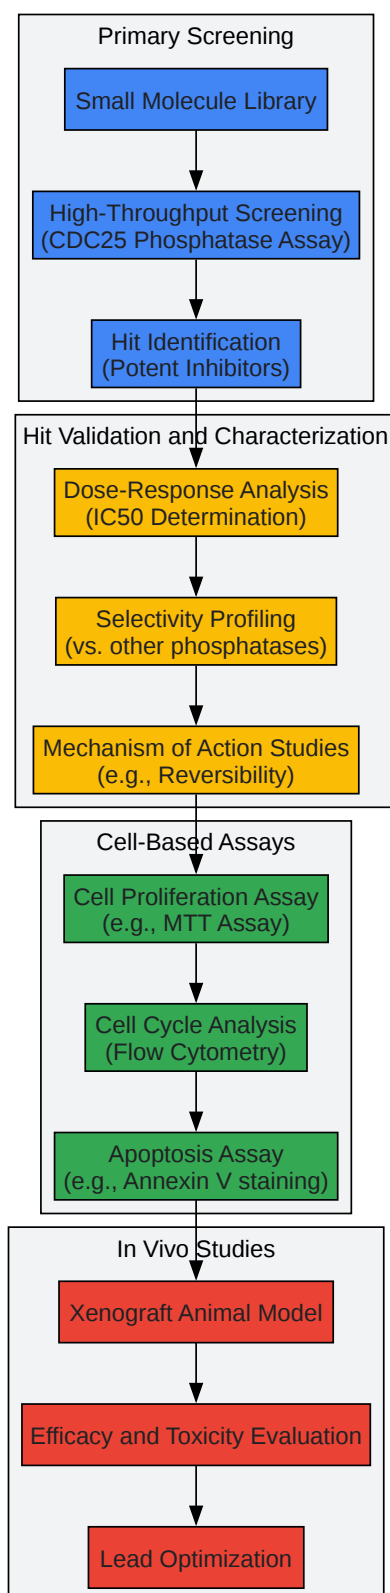 Primary Screening
Small Molecule Library
High-Throughput Screening
(CDC25 Phosphatase Assay)
Hit Identification
(Potent Inhibitors)
Hit Validation and Characterization
Dose-Response Analysis
(IC50 Determination)
Selectivity Profiling
(vs. other phosphatases)
Mechanism of Action Studies
(e.g., Reversibility)
Cell-Based Assays
Cell Proliferation Assay
(e.g., MTT Assay)
Cell Cycle Analysis
(Flow Cytometry)
Apoptosis Assay
(e.g., Annexin V staining)
In Vivo Studies
Xenograft Animal Model
Efficacy and Toxicity Evaluation
Lead Optimization